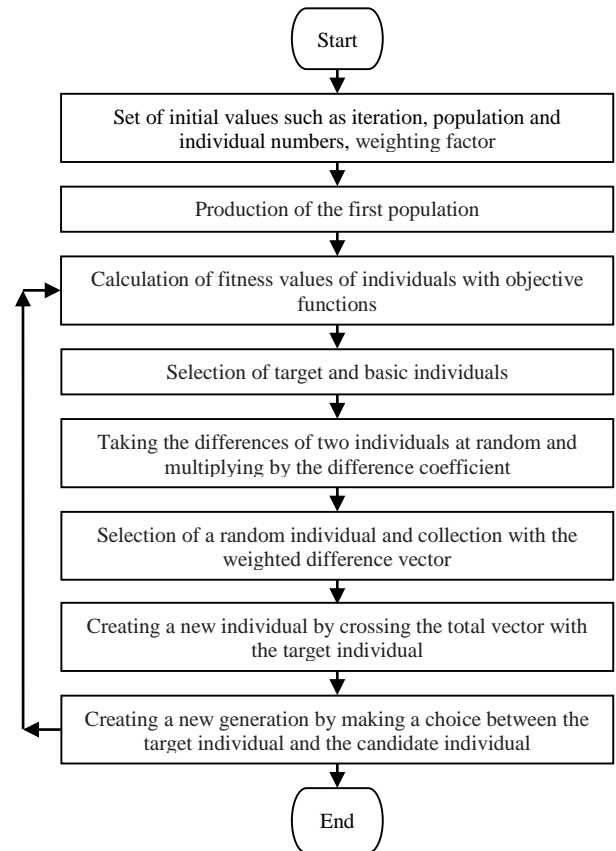 Start
Set of initial values such as iteration, population and
individual numbers, weighting factor
Production of the first population
Calculation of fitness values of individuals with objective
functions
Selection of target and basic individuals
Taking the differences of two individuals at random and
multiplying by the difference coefficient
Selection of a random individual and collection with the
weighted difference vector
Creating a new individual by crossing the total vector with
the target individual
Creating a new generation by making a choice between the
target individual and the candidate individual
End